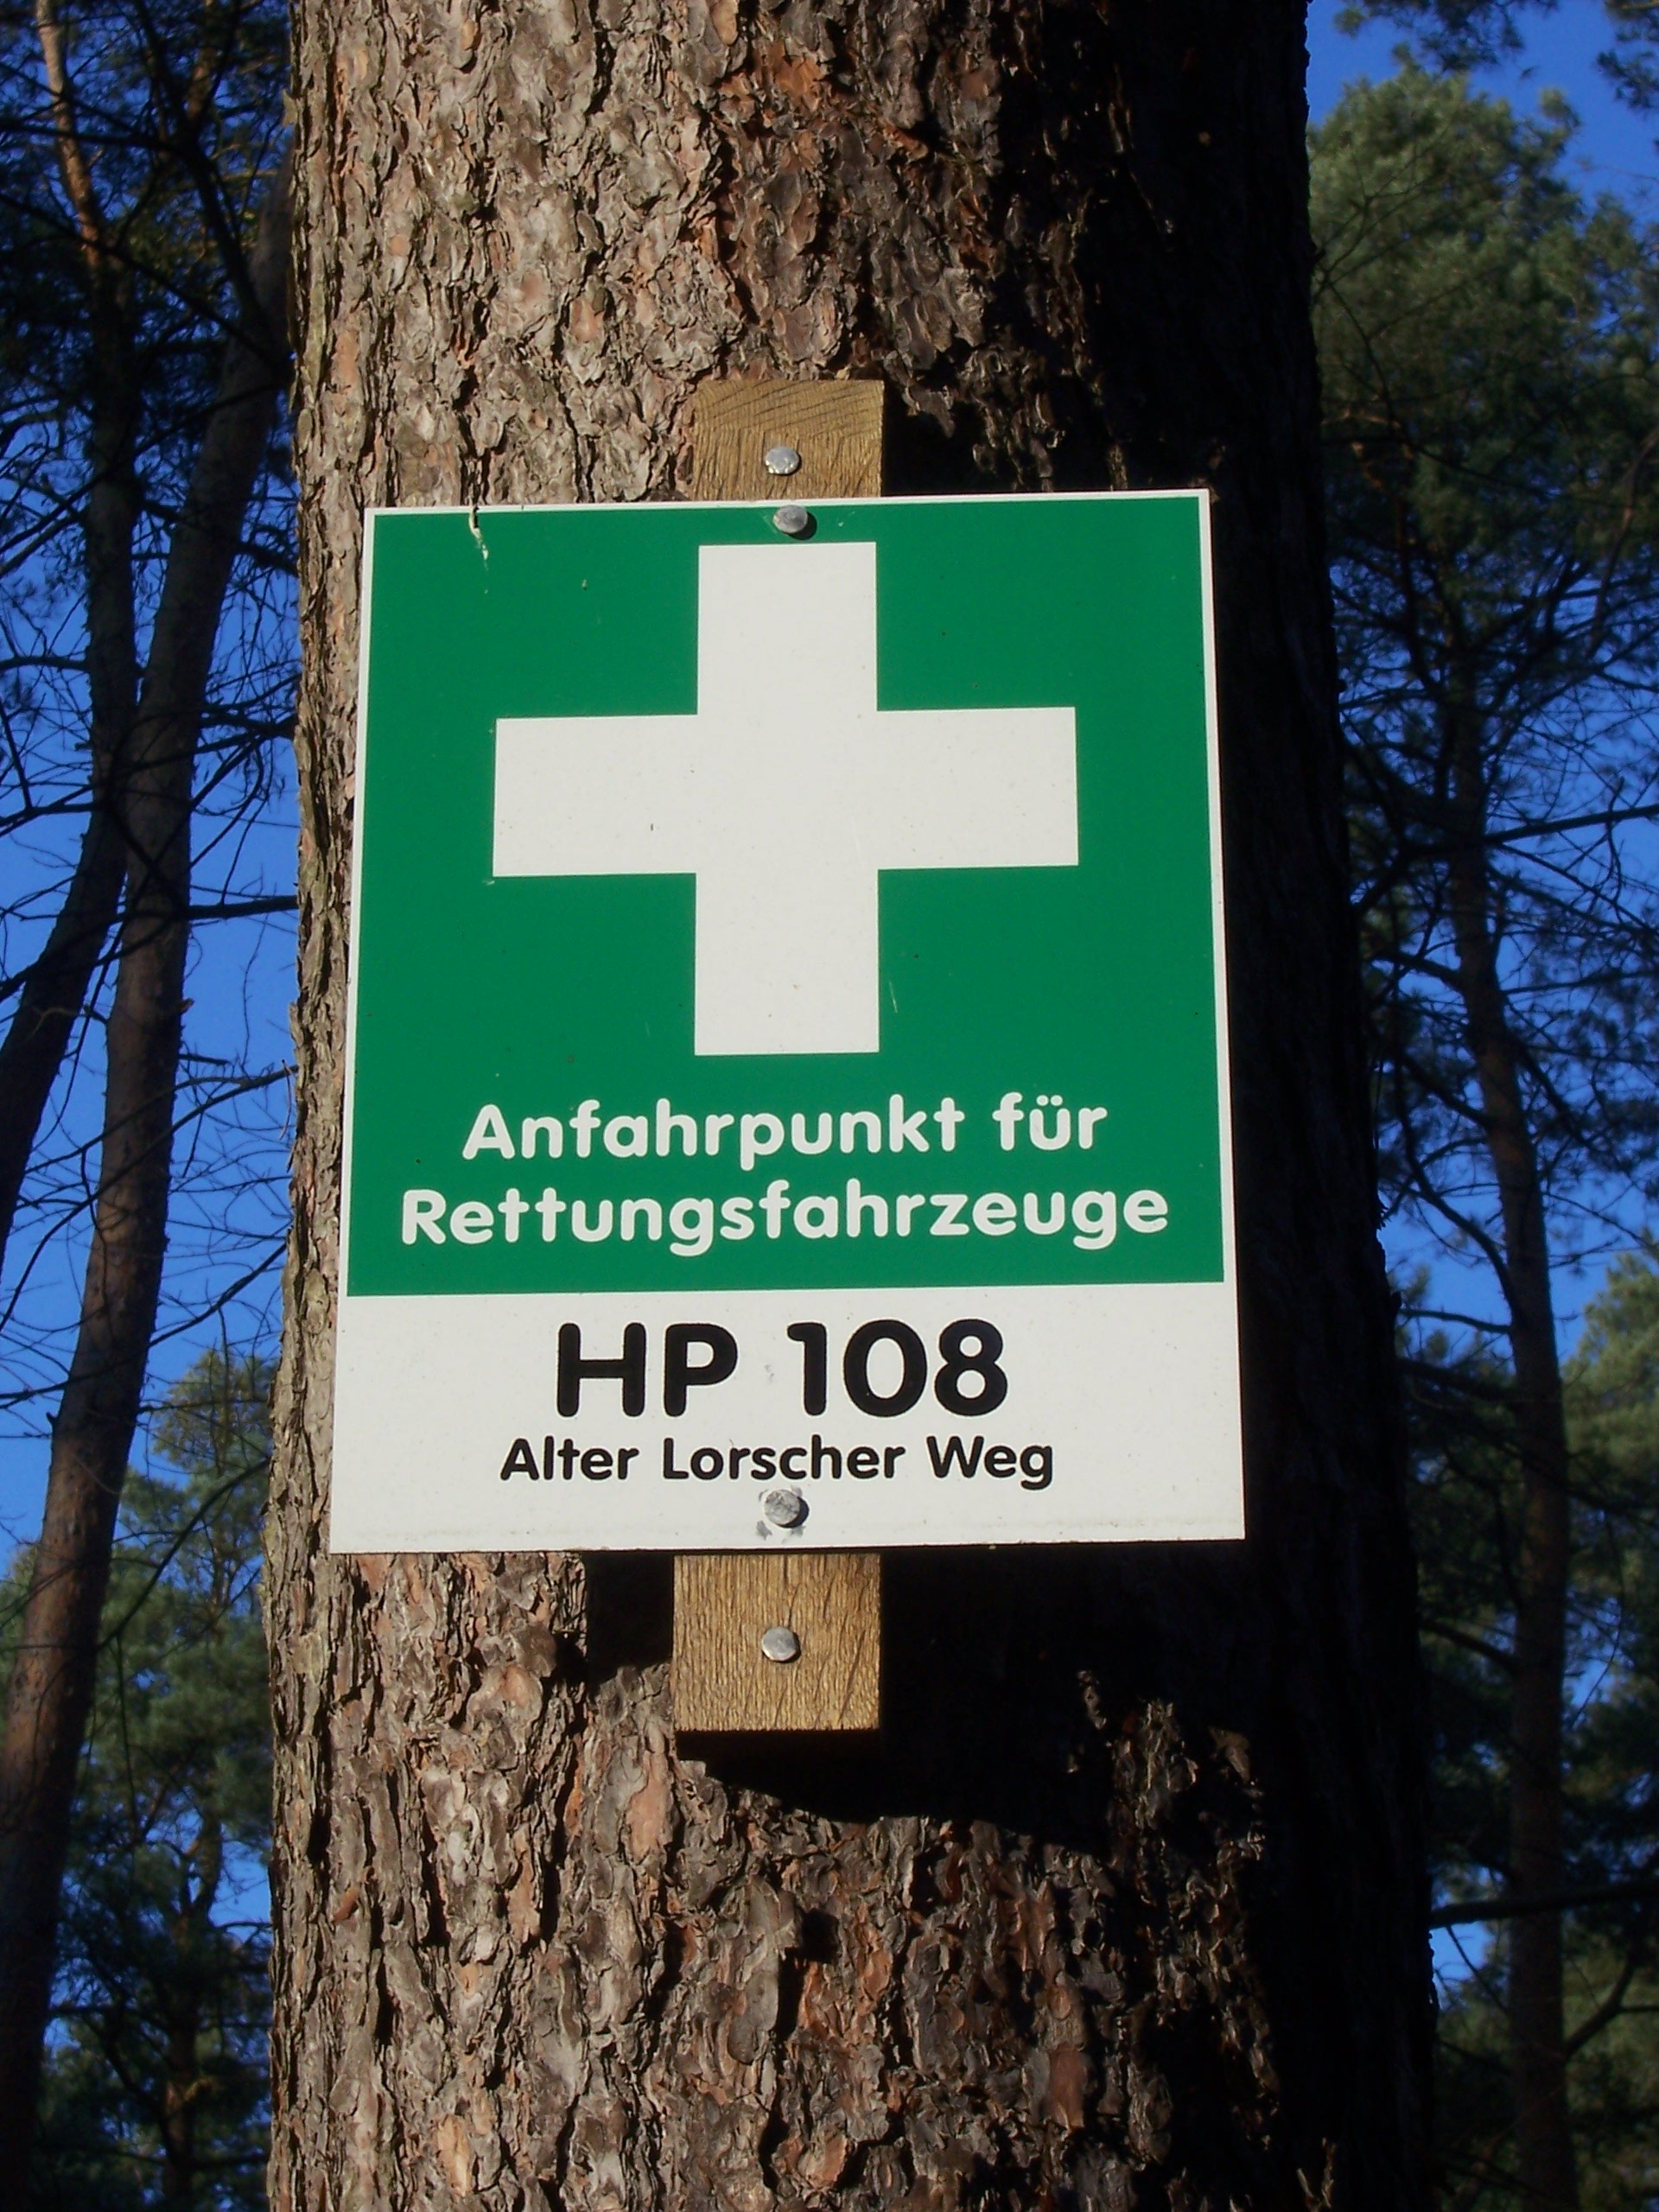 Anfahrpunkt für
Rettungsfahrzeuge
HP 108
Alter Lorscher Weg